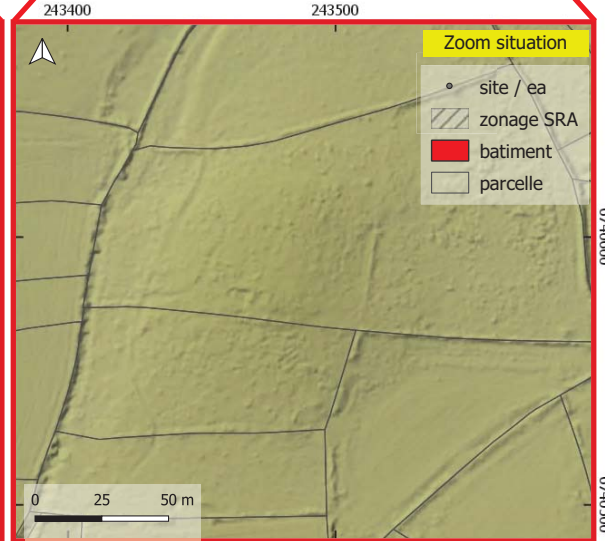 243400 243500
Zoom situation
site / ea
zonage SRA
batiment
parcelle
0 25 50 m